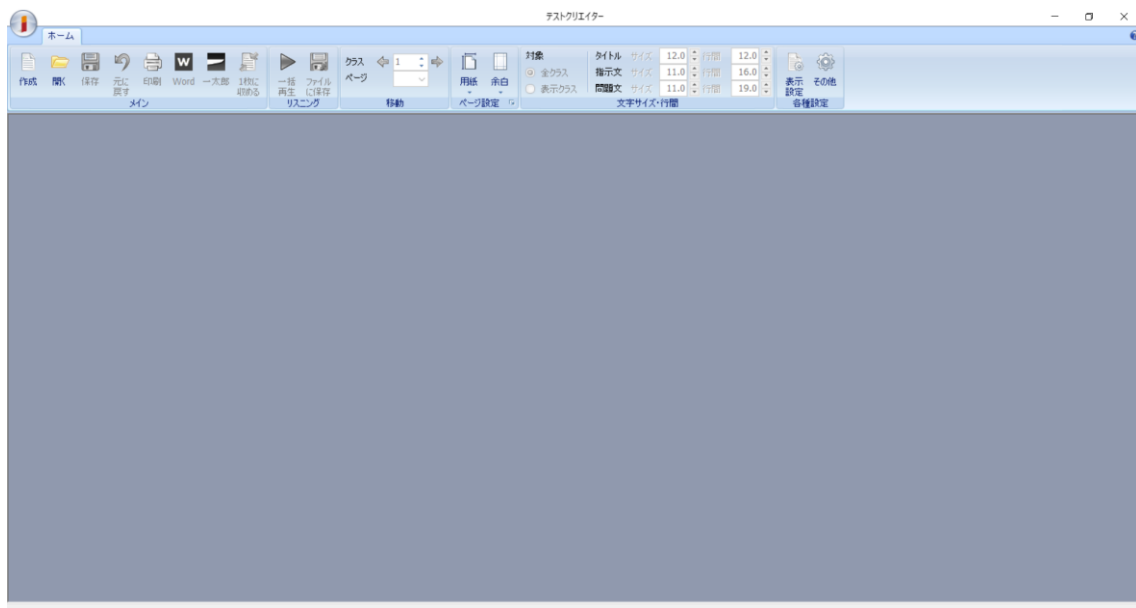 テストクリエイター
ホーム
作成 開く 保存 元に戻す 印刷 Word 一太郎 1枚に収める
メイン
一括再生 ファイルに保存
リスニング
クラス 1
ページ
移動
用紙 余白
ページ設定
対象
全クラス
表示クラス
タイトル サイズ 12.0 行間 12.0
指示文 サイズ 11.0 行間 16.0
問題文 サイズ 11.0 行間 19.0
文字サイズ・行間
表示設定 その他
各種設定